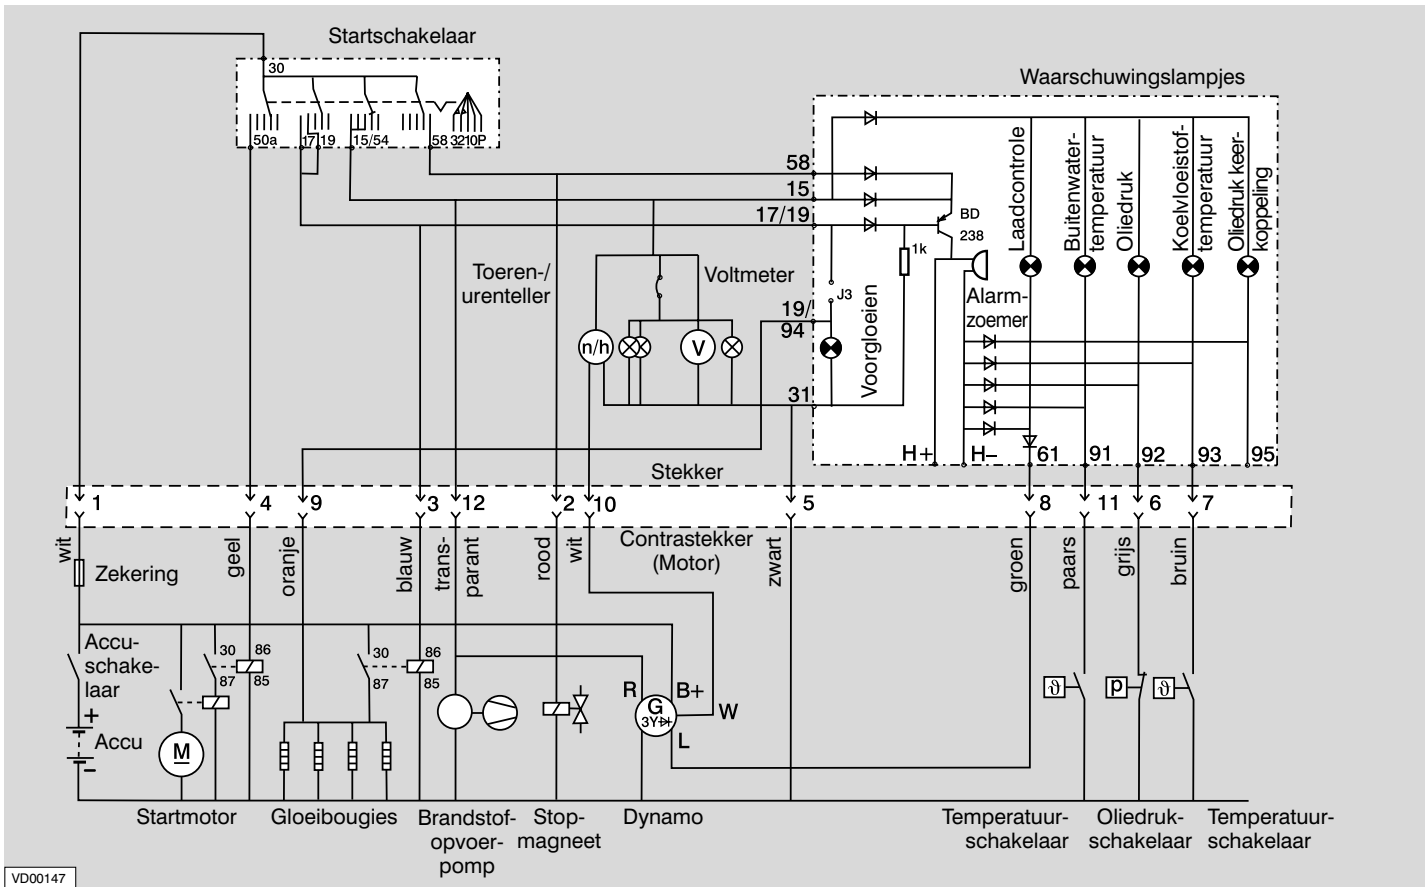 Startschakelaar
30
50a
17
19
15/54
58
3210P
Waarschuwingslampjes
58
15
17/19
BD
238
1k
Laadcontrole
Buitenwater-
temperatuur
Oliedruk
Koelvloeistof-
temperatuur
Oliedruk keer-
koppeling
Toeren-/
urenteller
Voltmeter
J3
Voorgloeien
Alarm-
zoemer
19/
94
n/h
V
31
H+
H–
61
91
92
93
95
Stekker
1
4
9
3
12
2
10
5
8
11
6
7
Contrastekker
(Motor)
wit
geel
oranje
blauw
trans-
parant
rood
wit
zwart
groen
paars
grijs
bruin
Zekering
Accu-
schake-
laar
+
Accu
–
30
86
87
85
30
86
87
85
M
R
B+
G
3Y
W
L
ϑ
p
ϑ
Startmotor
Gloeibougies
Brandstof-
opvoer-
pomp
Stop-
magneet
Dynamo
Temperatuur-
schakelaar
Oliedruk-
schakelaar
Temperatuur-
schakelaar
VD00147